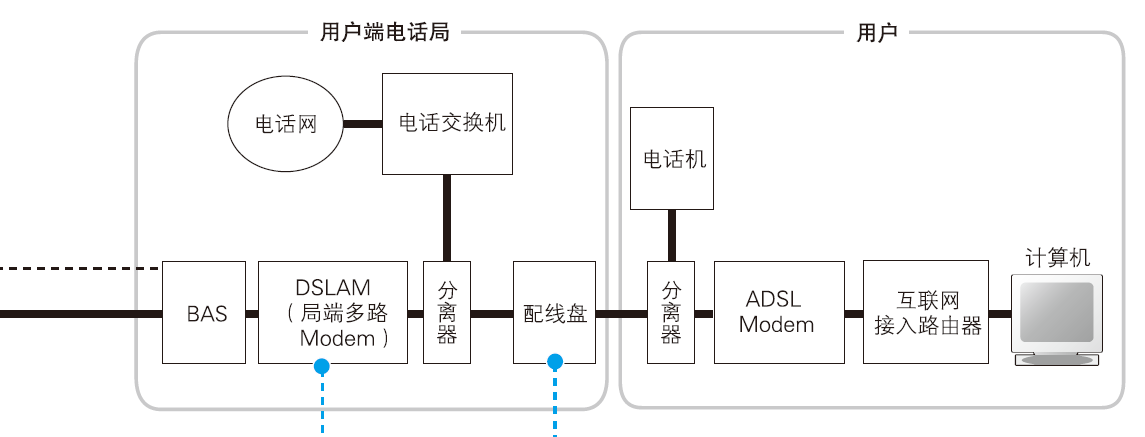 用户端电话局
用户
电话网
电话交换机
电话机
计算机
BAS
DSLAM
（局端多路
Modem）
分
离
器
配线盘
分
离
器
ADSL
Modem
互联网
接入路由器